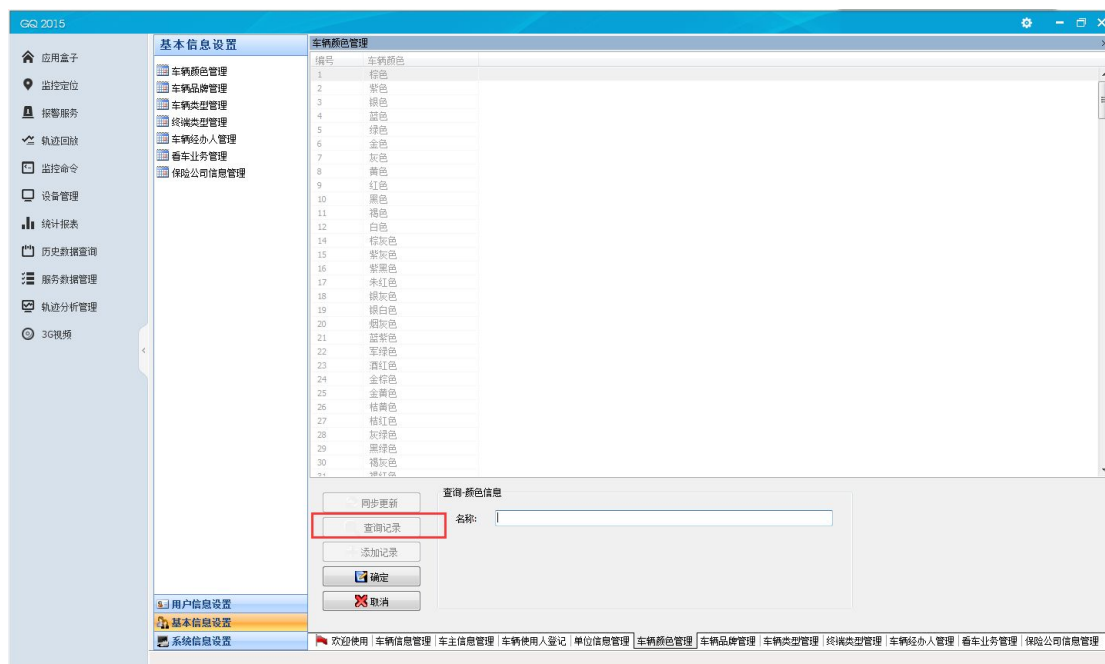 GQ 2015
应用盒子
监控定位
报警服务
轨迹回放
监控命令
设备管理
统计报表
历史数据查询
服务数据管理
轨迹分析管理
3G视频
基本信息设置
车辆颜色管理
车辆品牌管理
车辆类型管理
终端类型管理
车辆经办人管理
看车业务管理
保险公司信息管理
用户信息设置
基本信息设置
系统信息设置
车辆颜色管理
编号 车辆颜色
1 棕色
2 紫色
3 银色
4 蓝色
5 绿色
6 金色
7 灰色
8 黄色
9 红色
10 黑色
11 褐色
12 白色
14 棕灰色
15 紫灰色
16 紫黑色
17 朱红色
18 银灰色
19 银白色
20 烟灰色
21 蓝紫色
22 军绿色
23 酒红色
24 金棕色
25 金黄色
26 桔黄色
27 桔红色
28 灰绿色
29 黑绿色
30 褐灰色
31 褐红色
同步更新
查询记录
添加记录
确定
取消
查询-颜色信息
名称:
欢迎使用 车辆信息管理 车主信息管理 车辆使用人登记 单位信息管理 车辆颜色管理 车辆品牌管理 车辆类型管理 终端类型管理 车辆经办人管理 看车业务管理 保险公司信息管理